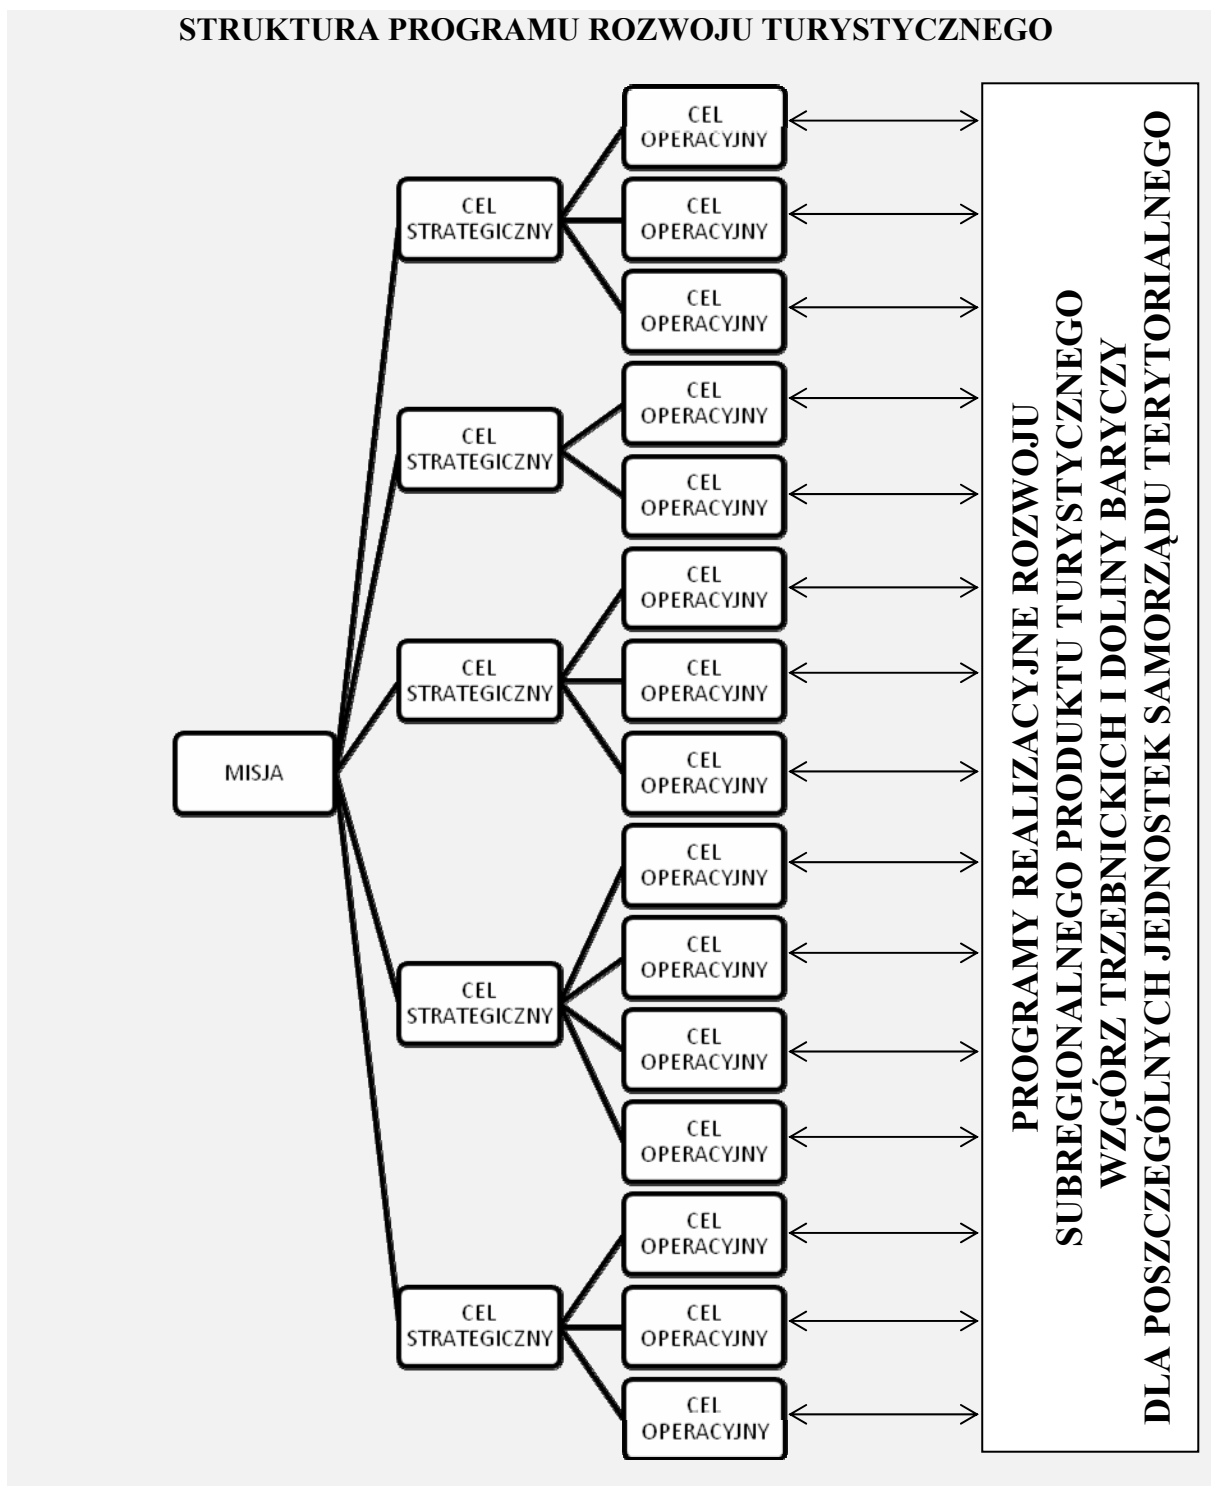 STRUKTURA PROGRAMU ROZWOJU TURYSTYCZNEGO
MISJA
CEL
STRATEGICZNY
CEL
OPERACYJNY
CEL
OPERACYJNY
CEL
OPERACYJNY
CEL
STRATEGICZNY
CEL
OPERACYJNY
CEL
OPERACYJNY
CEL
STRATEGICZNY
CEL
OPERACYJNY
CEL
OPERACYJNY
CEL
OPERACYJNY
CEL
STRATEGICZNY
CEL
OPERACYJNY
CEL
OPERACYJNY
CEL
OPERACYJNY
CEL
OPERACYJNY
CEL
STRATEGICZNY
CEL
OPERACYJNY
CEL
OPERACYJNY
CEL
OPERACYJNY
PROGRAMY REALIZACYJNE ROZWOJU
SUBREGIONALNEGO PRODUKTU TURYSTYCZNEGO
WZGÓRZ TRZEBNICKICH I DOLINY BARYCZY
DLA POSZCZEGÓLNYCH JEDNOSTEK SAMORZĄDU TERYTORIALNEGO